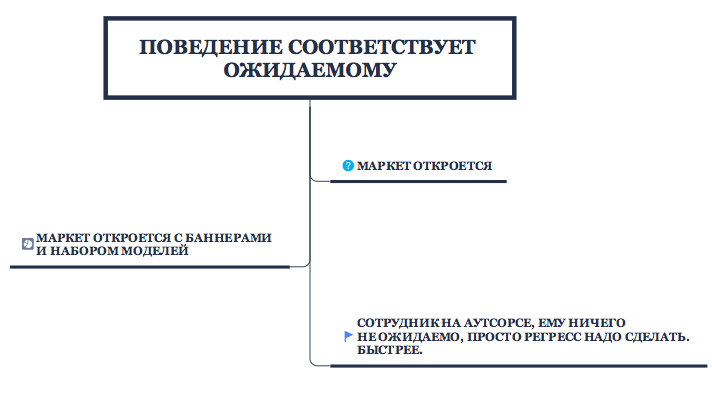 ПОВЕДЕНИЕ СООТВЕТСТВУЕТ
ОЖИДАЕМОМУ
МАРКЕТ ОТКРОЕТСЯ
МАРКЕТ ОТКРОЕТСЯ С БАННЕРАМИ
И НАБОРОМ МОДЕЛЕЙ
СОТРУДНИК НА АУТСОРСЕ, ЕМУ НИЧЕГО
НЕ ОЖИДАЕМО, ПРОСТО РЕГРЕСС НАДО СДЕЛАТЬ.
БЫСТРЕЕ.